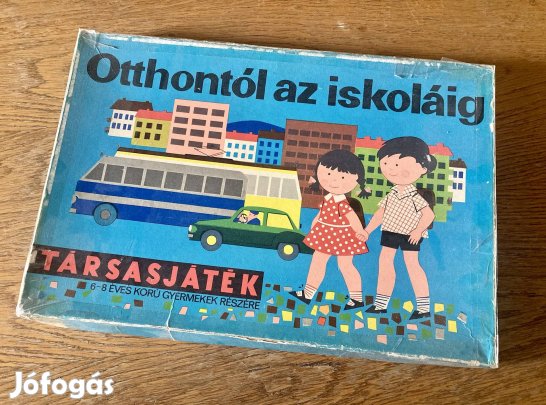 Otthontól az iskoláig
TÁRSASJÁTÉK
6-8 ÉVES KORÚ GYERMEKEK RÉSZÉRE
Jófogás